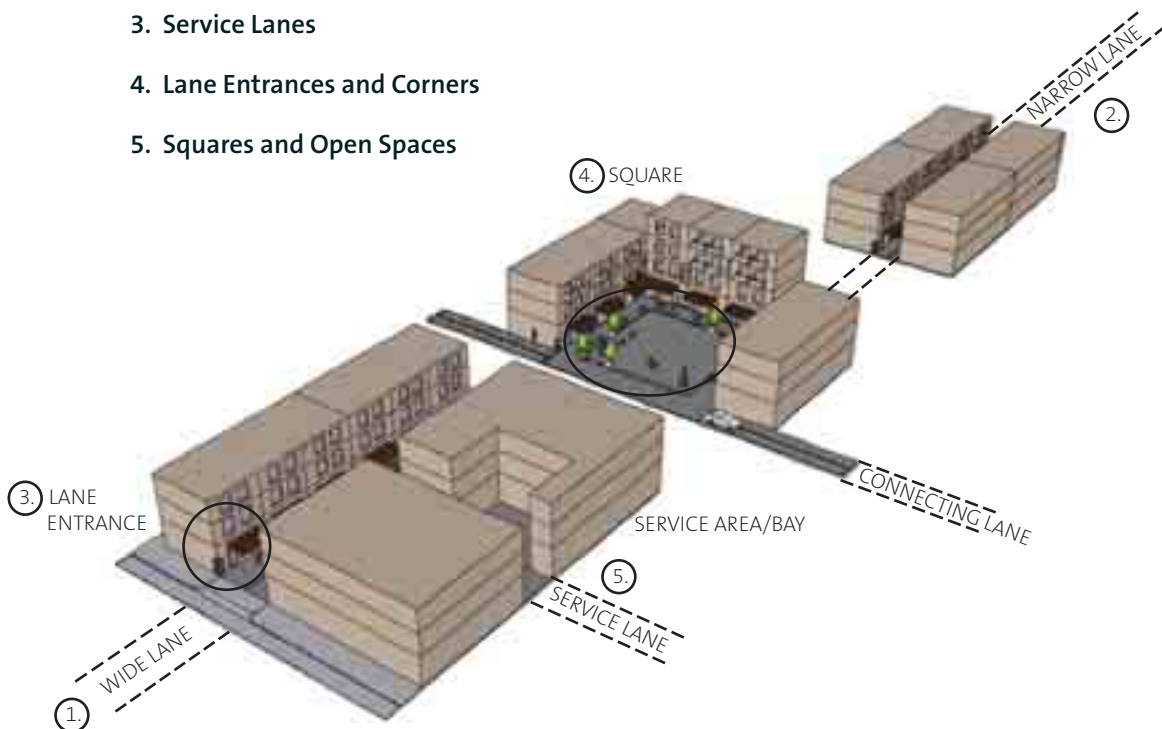 3. Service Lanes
4. Lane Entrances and Corners
5. Squares and Open Spaces
NARROW LANE
2.
4. SQUARE
3. LANE
ENTRANCE
CONNECTING LANE
SERVICE AREA/BAY
5.
SERVICE LANE
WIDE LANE
1.